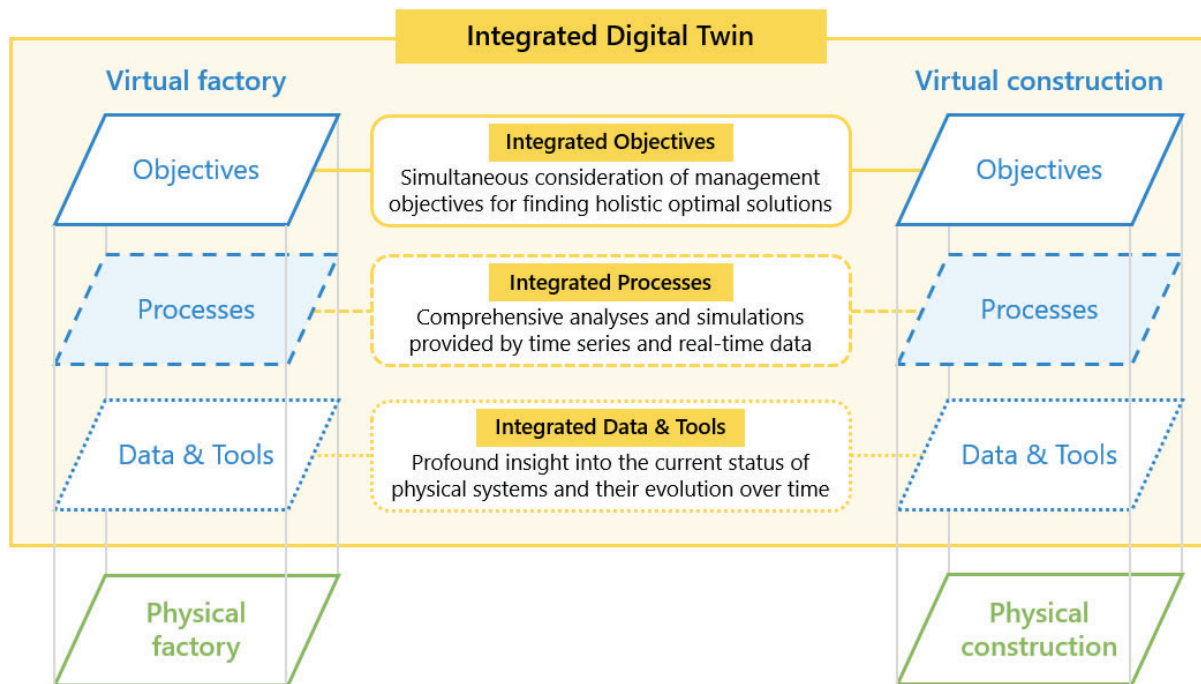 Integrated Digital Twin
Virtual factory
Virtual construction
Objectives
Integrated Objectives
Simultaneous consideration of management
objectives for finding holistic optimal solutions
Objectives
Processes
Integrated Processes
Comprehensive analyses and simulations
provided by time series and real-time data
Processes
Data & Tools
Integrated Data & Tools
Profound insight into the current status of
physical systems and their evolution over time
Data & Tools
Physical
factory
Physical
construction